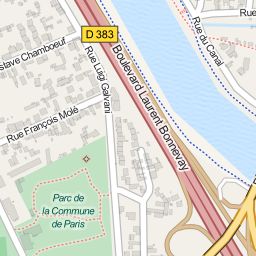 D 383
Rue du Canal
stave Chamboeuf
Rue Luigi Galvani
Boulevard Laurent Bonnevay
Rue François Molé
Parc de
la Commune
de Paris